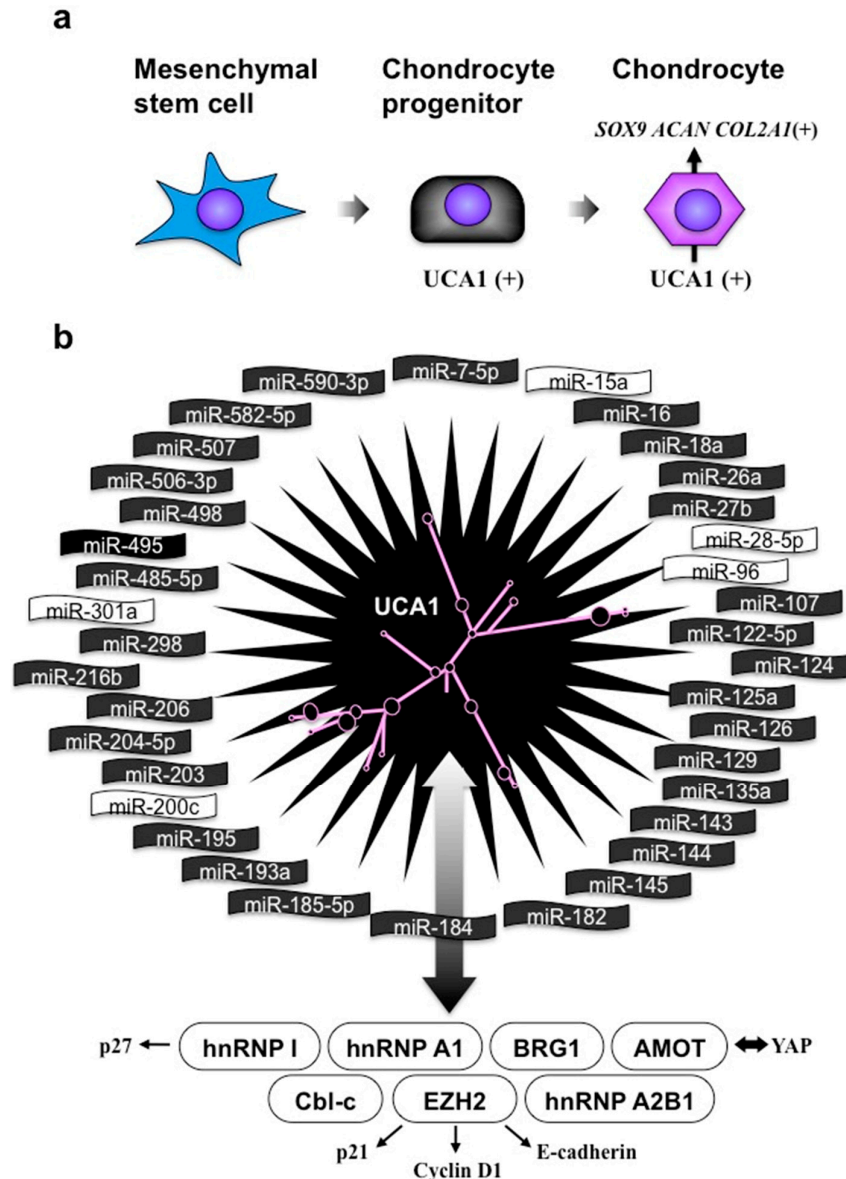 a
Mesenchymal
stem cell
Chondrocyte
progenitor
Chondrocyte
SOX9 ACAN COL2A1(+)
UCA1 (+)
UCA1 (+)
b
miR-590-3p
miR-7-5p
miR-15a
miR-582-5p
miR-16
miR-507
miR-18a
miR-506-3p
miR-26a
miR-498
miR-27b
miR-495
miR-28-5p
miR-485-5p
miR-96
miR-301a
UCA1
miR-107
miR-298
miR-122-5p
miR-216b
miR-124
miR-206
miR-125a
miR-204-5p
miR-126
miR-203
miR-129
miR-200c
miR-135a
miR-195
miR-143
miR-193a
miR-144
miR-185-5p
miR-145
miR-184
miR-182
p27
hnRNP I
hnRNP A1
BRG1
AMOT
YAP
Cbl-c
EZH2
hnRNP A2B1
p21
Cyclin D1
E-cadherin